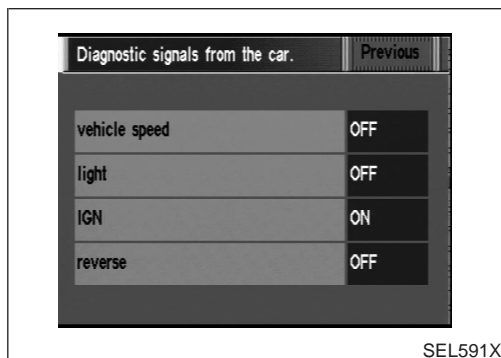 Diagnostic signals from the car. Previous
vehicle speed OFF
light OFF
IGN ON
reverse OFF
SEL591X